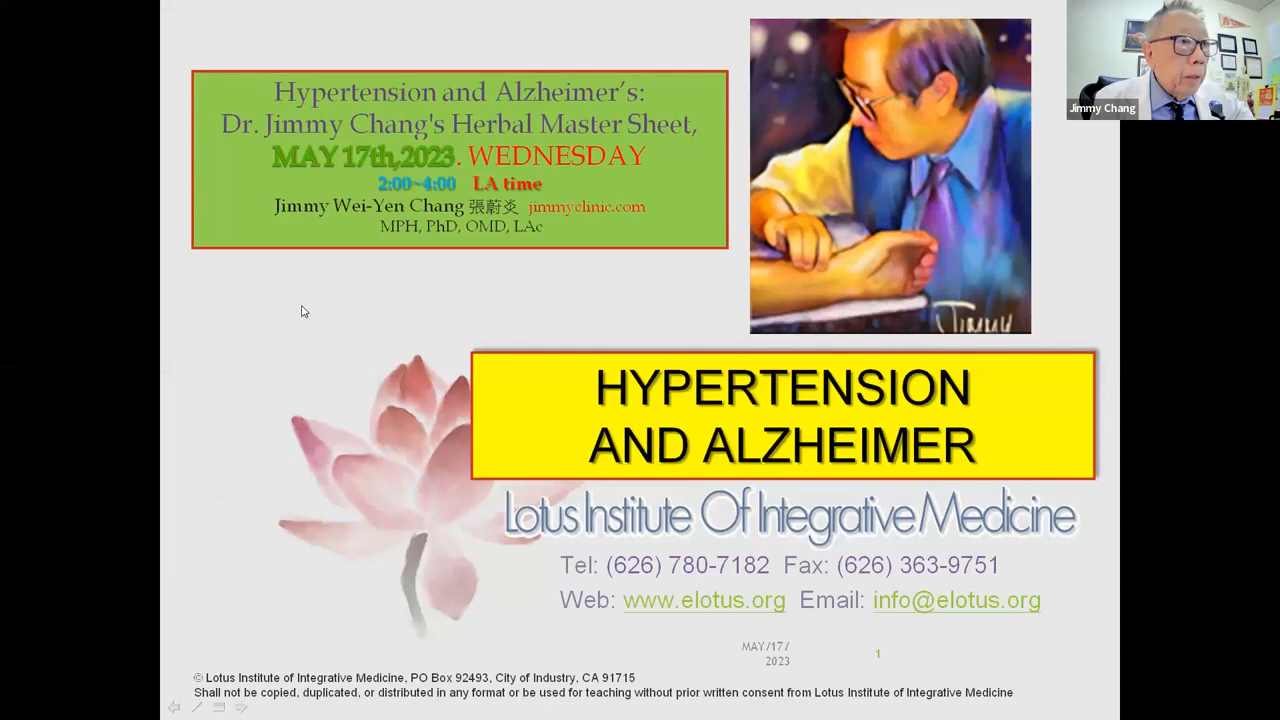 Hypertension and Alzheimer's:
Dr. Jimmy Chang's Herbal Master Sheet,
MAY 17th,2023. WEDNESDAY
2:00~4:00 LA time
Jimmy Wei-Yen Chang 張蔚炎 jimmyclinic.com
MPH, PhD, OMD, LAc
Jimmy
Jimmy Chang
HYPERTENSION
AND ALZHEIMER
Lotus Institute Of Integrative Medicine
Tel: (626) 780-7182 Fax: (626) 363-9751
Web: www.elotus.org Email: info@elotus.org
MAY/17/
2023
1
© Lotus Institute of Integrative Medicine, PO Box 92493, City of Industry, CA 91715
Shall not be copied, duplicated, or distributed in any format or be used for teaching without prior written consent from Lotus Institute of Integrative Medicine